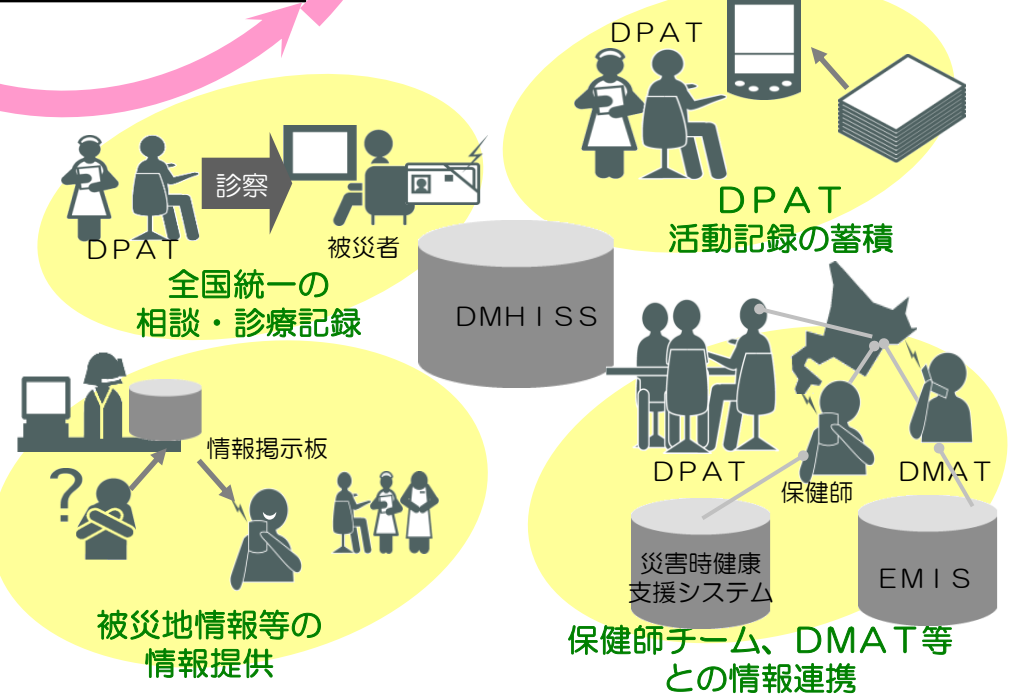 DPAT
DPAT
活動記録の蓄積
診察
DPAT
被災者
全国統一の
相談・診療記録
DMHISS
情報掲示板
?
被災地情報等の
情報提供
DPAT
保健師
DMAT
災害時健康
支援システム
EMIS
保健師チーム、DMAT等
との情報連携